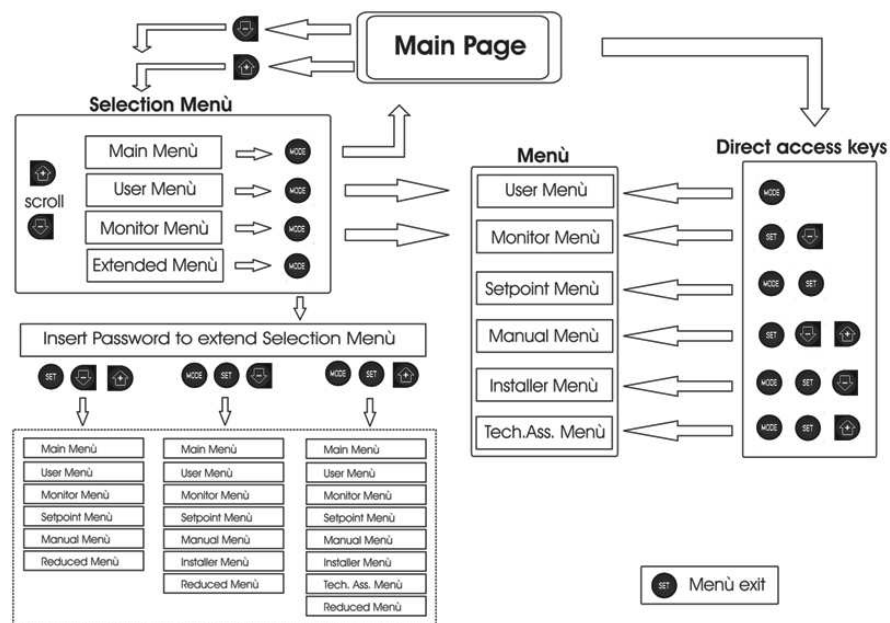 Main Page
Selection Menù
Main Menù MODE
User Menù MODE
scroll
Monitor Menù MODE
Extended Menù MODE
Insert Password to extend Selection Menù
SET - +
MODE SET -
MODE SET +
Main Menù
User Menù
Monitor Menù
Setpoint Menù
Manual Menù
Reduced Menù
Main Menù
User Menù
Monitor Menù
Setpoint Menù
Manual Menù
Installer Menù
Reduced Menù
Main Menù
User Menù
Monitor Menù
Setpoint Menù
Manual Menù
Installer Menù
Tech. Ass. Menù
Reduced Menù
Menù
User Menù
Monitor Menù
Setpoint Menù
Manual Menù
Installer Menù
Tech.Ass. Menù
Direct access keys
MODE
SET -
MODE SET
SET - +
MODE SET -
MODE SET +
SET Menù exit